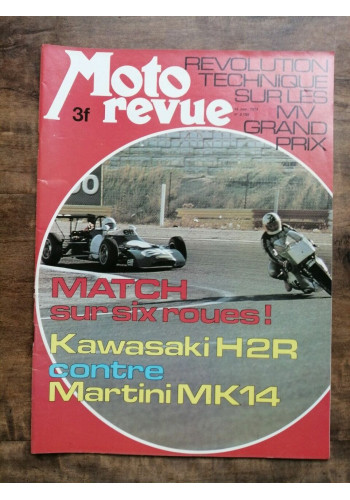 Moto
revue
3f
REVOLUTION
TECHNIQUE
SUR LES
MV
GRAND
PRIX
00
MATCH
sur six roues!
Kawasaki H2R
contre
Martini MK14